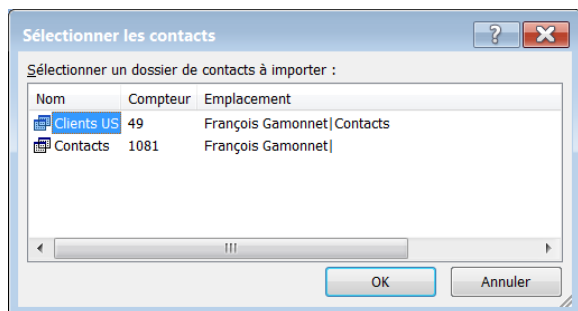 Sélectionner les contacts
Sélectionner un dossier de contacts à importer :
Nom Compteur Emplacement
Clients US 49 François Gamonnet|Contacts
Contacts 1081 François Gamonnet|
OK Annuler